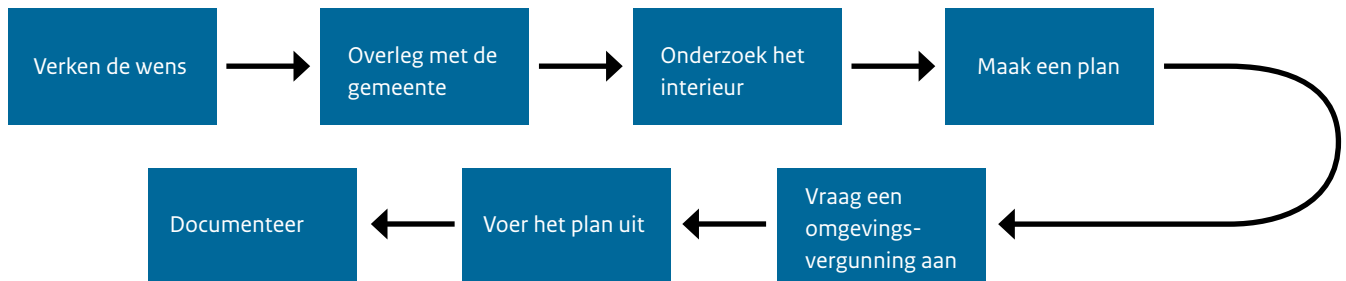 Verken de wens
Overleg met de
gemeente
Onderzoek het
interieur
Maak een plan
Vraag een
omgevings-
vergunning aan
Voer het plan uit
Documenteer